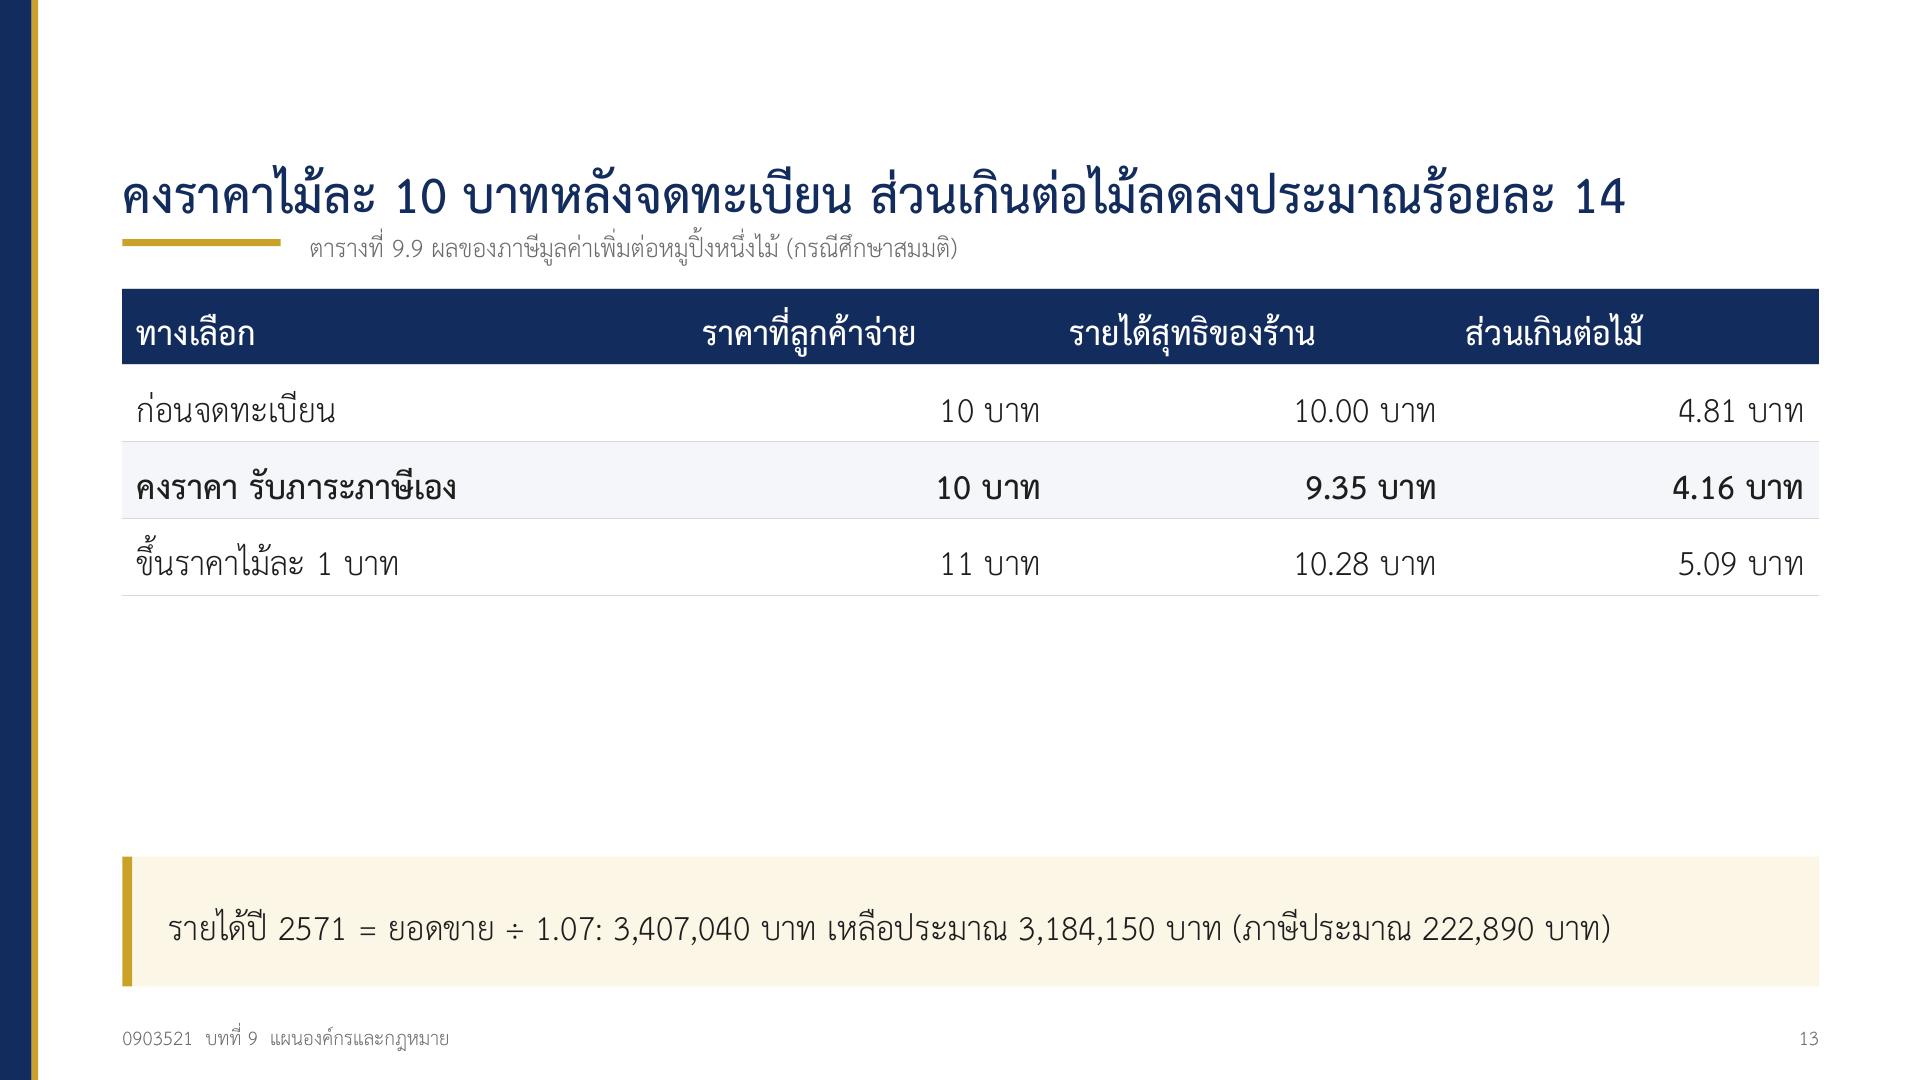 คงราคาไม้ละ 10 บาทหลังจดทะเบียน ส่วนเกินต่อไม้ลดลงประมาณร้อยละ 14
ตารางที่ 9.9 ผลของภาษีมูลค่าเพิ่มต่อหมูปิ้งหนึ่งไม้ (กรณีศึกษาสมมติ)
ทางเลือก ราคาที่ลูกค้าจ่าย รายได้สุทธิของร้าน ส่วนเกินต่อไม้
ก่อนจดทะเบียน 10 บาท 10.00 บาท 4.81 บาท
คงราคา รับภาระภาษีเอง 10 บาท 9.35 บาท 4.16 บาท
ขึ้นราคาไม้ละ 1 บาท 11 บาท 10.28 บาท 5.09 บาท
รายได้ปี 2571 = ยอดขาย ÷ 1.07: 3,407,040 บาท เหลือประมาณ 3,184,150 บาท (ภาษีประมาณ 222,890 บาท)
0903521 บทที่ 9 แผนองค์กรและกฎหมาย 13